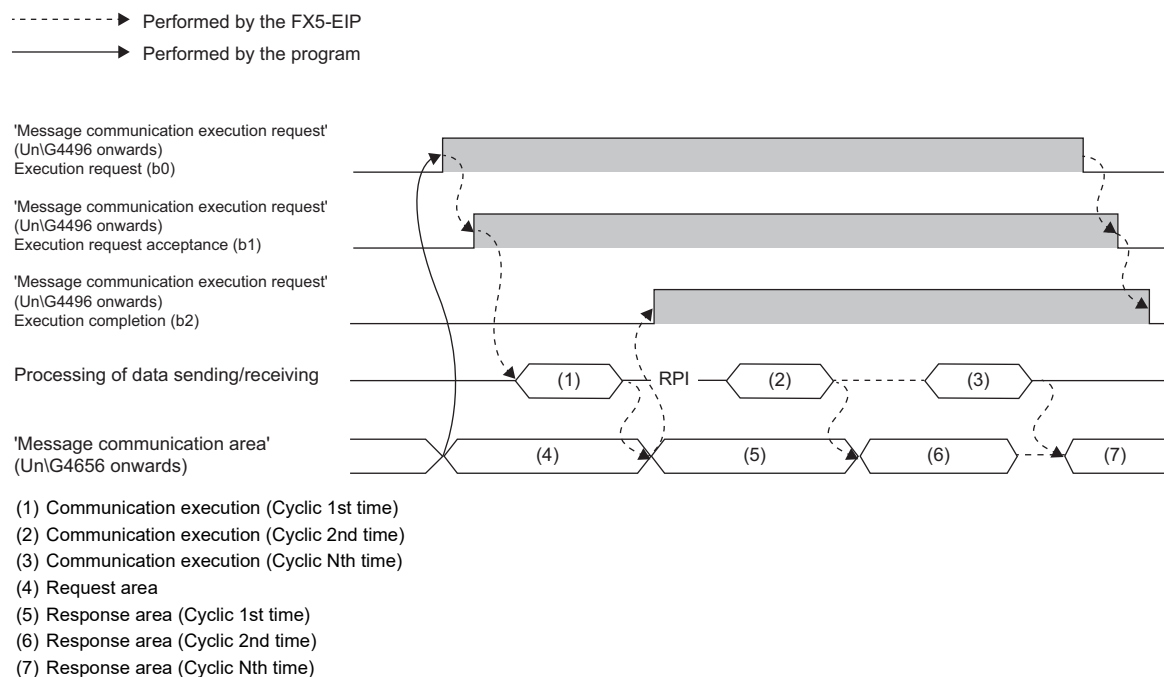 Performed by the FX5-EIP
Performed by the program
'Message communication execution request'
(Un\G4496 onwards)
Execution request (b0)
'Message communication execution request'
(Un\G4496 onwards)
Execution request acceptance (b1)
'Message communication execution request'
(Un\G4496 onwards)
Execution completion (b2)
Processing of data sending/receiving
(1)
RPI
(2)
(3)
'Message communication area'
(Un\G4656 onwards)
(4)
(5)
(6)
(7)
(1) Communication execution (Cyclic 1st time)
(2) Communication execution (Cyclic 2nd time)
(3) Communication execution (Cyclic Nth time)
(4) Request area
(5) Response area (Cyclic 1st time)
(6) Response area (Cyclic 2nd time)
(7) Response area (Cyclic Nth time)